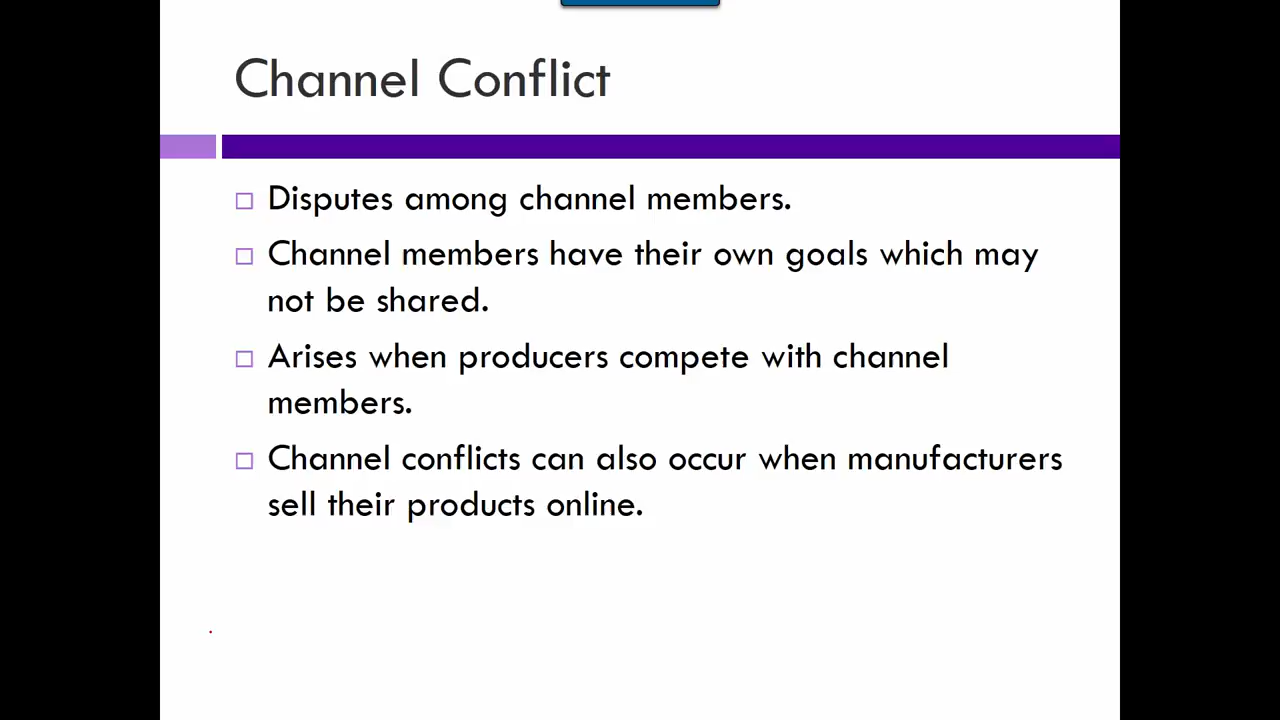 Channel Conflict
Disputes among channel members.
Channel members have their own goals which may
not be shared.
Arises when producers compete with channel
members.
Channel conflicts can also occur when manufacturers
sell their products online.